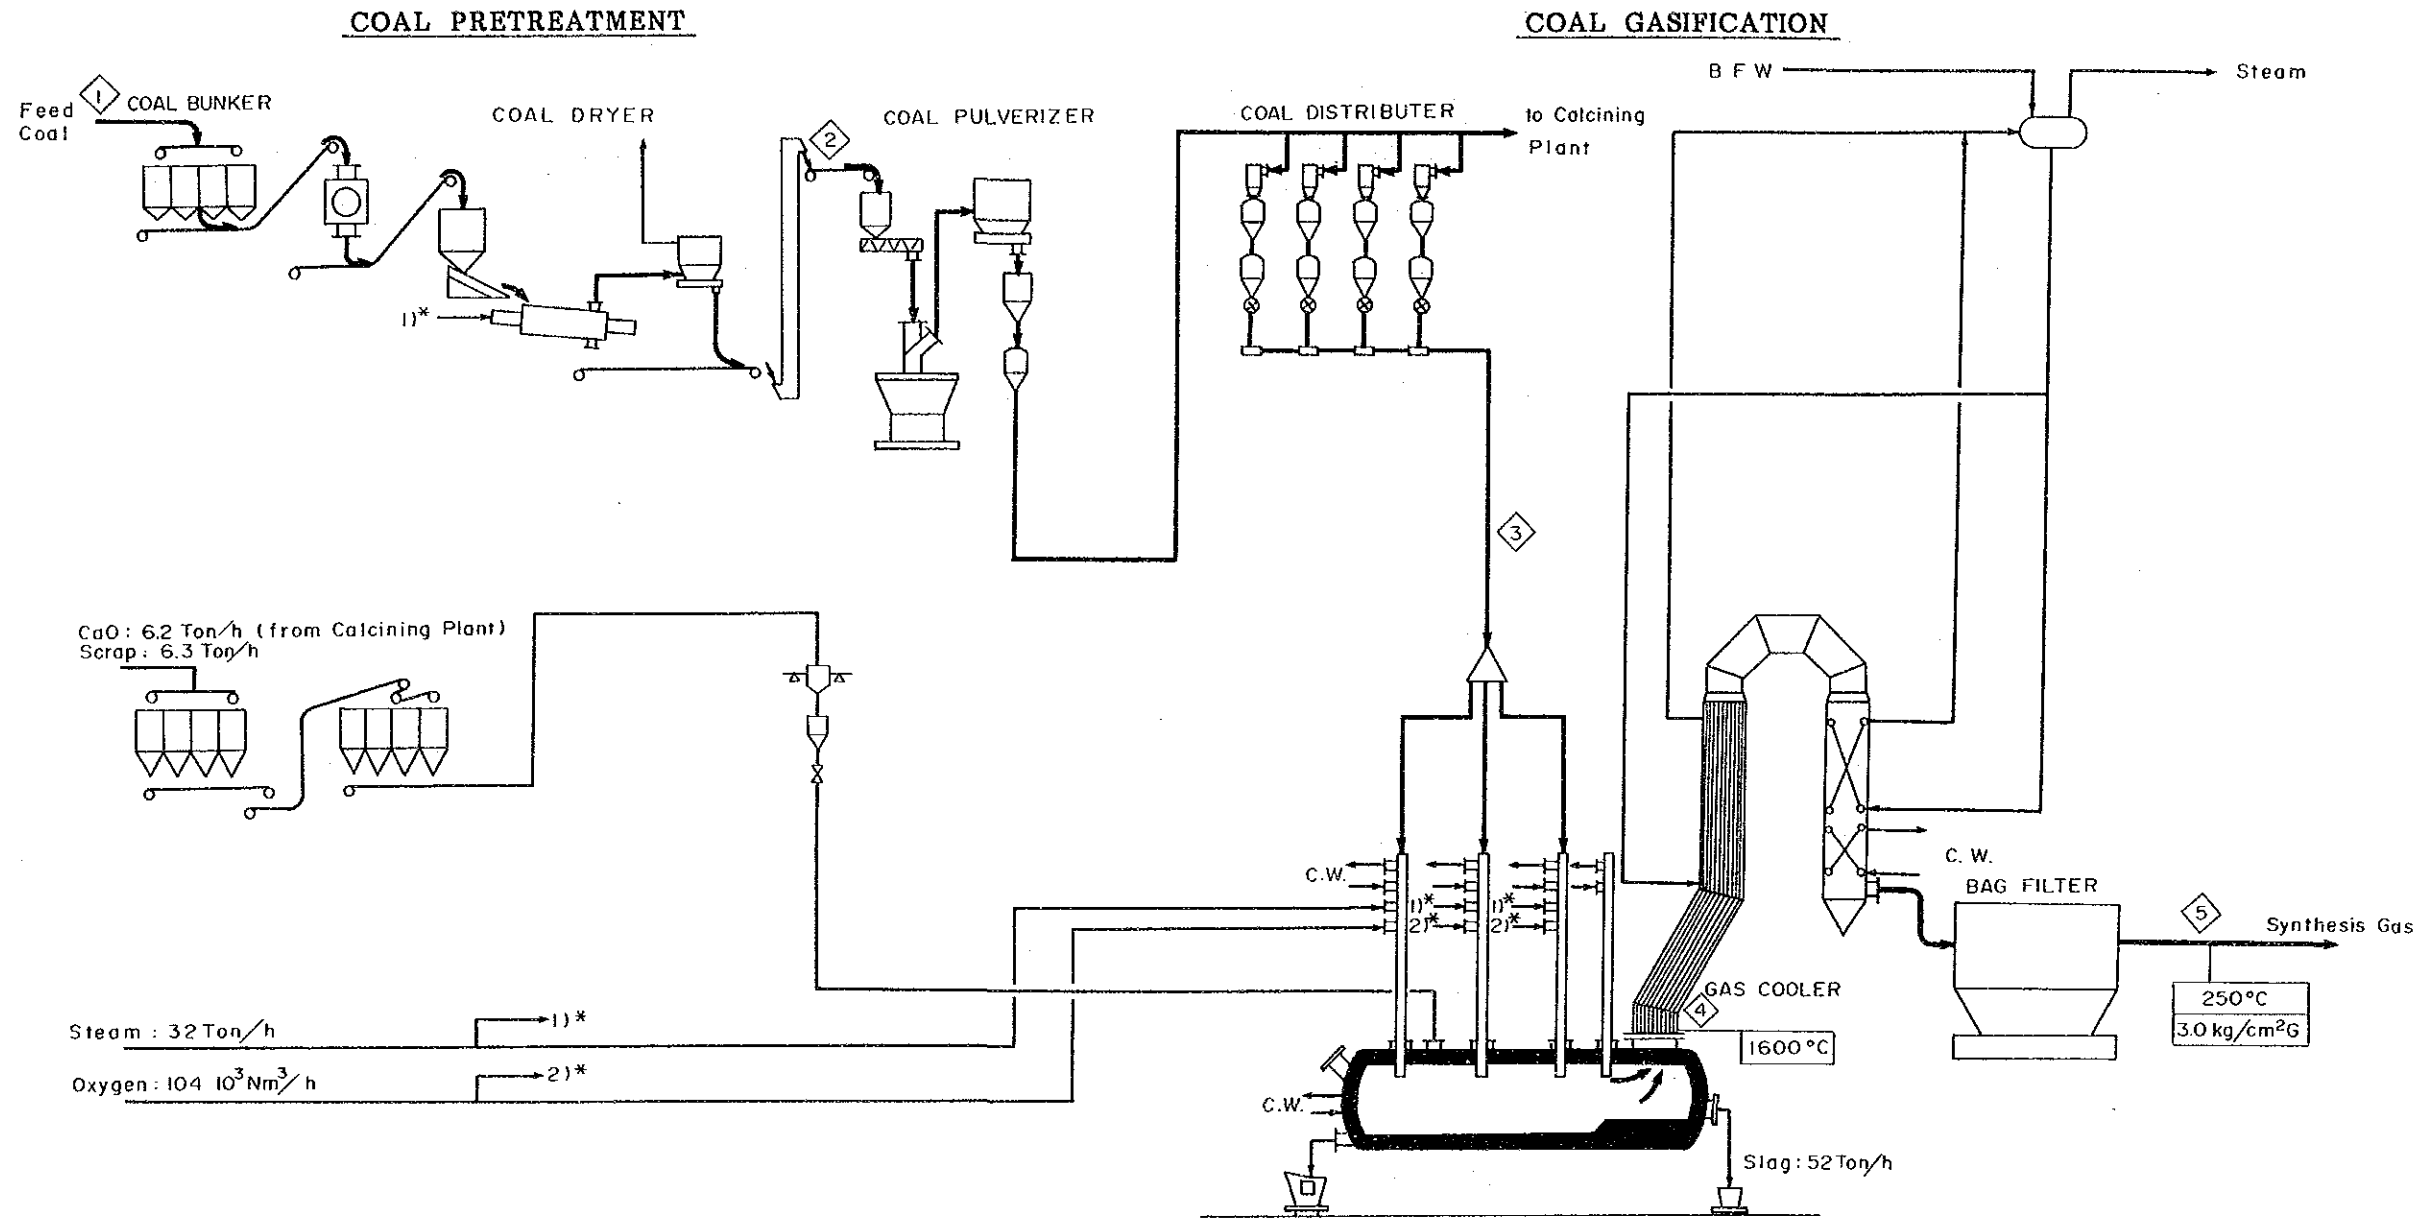 COAL PRETREATMENT
COAL GASIFICATION
BFW
Steam
1
COAL BUNKER
Feed
Coal
COAL DRYER
2
COAL PULVERIZER
COAL DISTRIBUTER
to Calcining
Plant
1)*
3
CaO: 6.2 Ton/h (from Calcining Plant)
Scrap: 6.3 Ton/h
C.W.
1)*
1)*
2)*
2)*
C.W.
BAG FILTER
5
Synthesis Gas
GAS COOLER
4
250°C
3.0 kg/cm²G
1600°C
Steam : 32 Ton/h
1)*
Oxygen : 104 10³Nm³/h
2)*
C.W.
Slag: 52 Ton/h